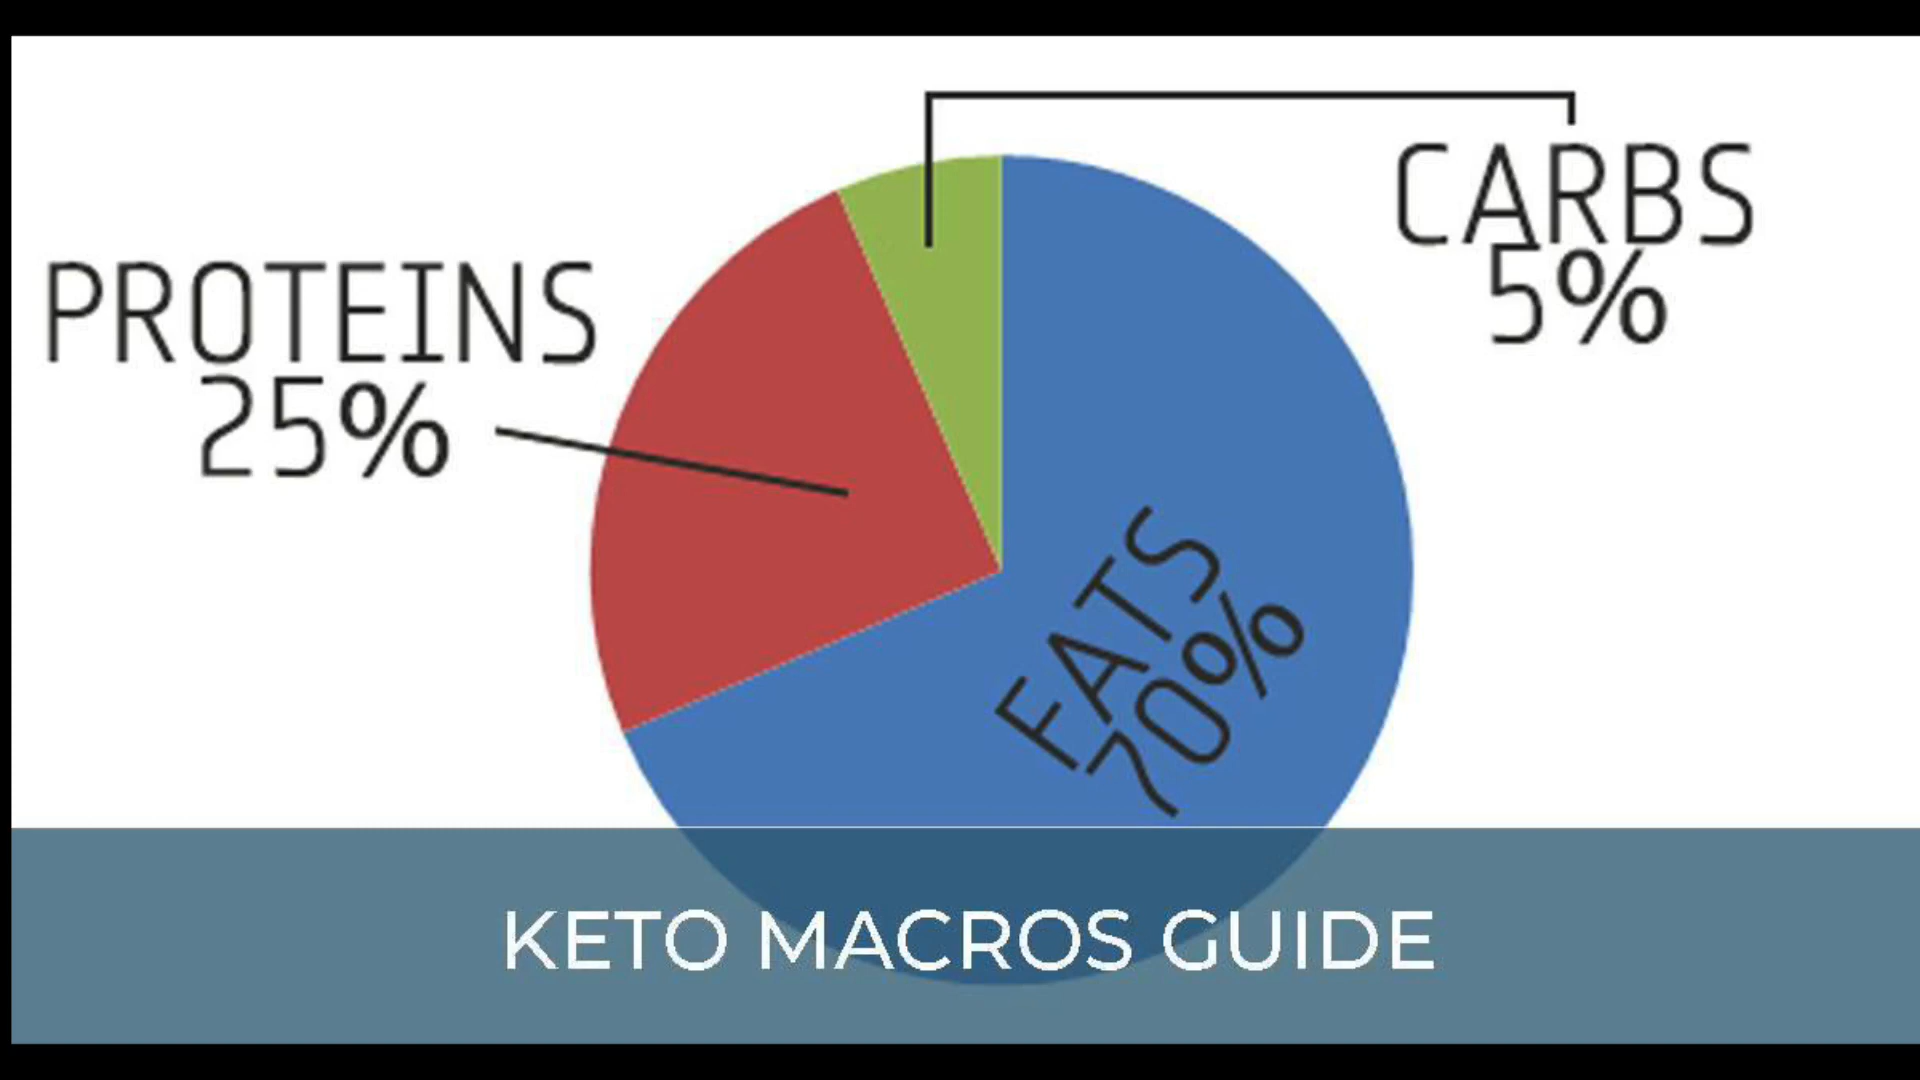 CARBS
5%
PROTEINS
25%
FATS
70%
KETO MACROS GUIDE